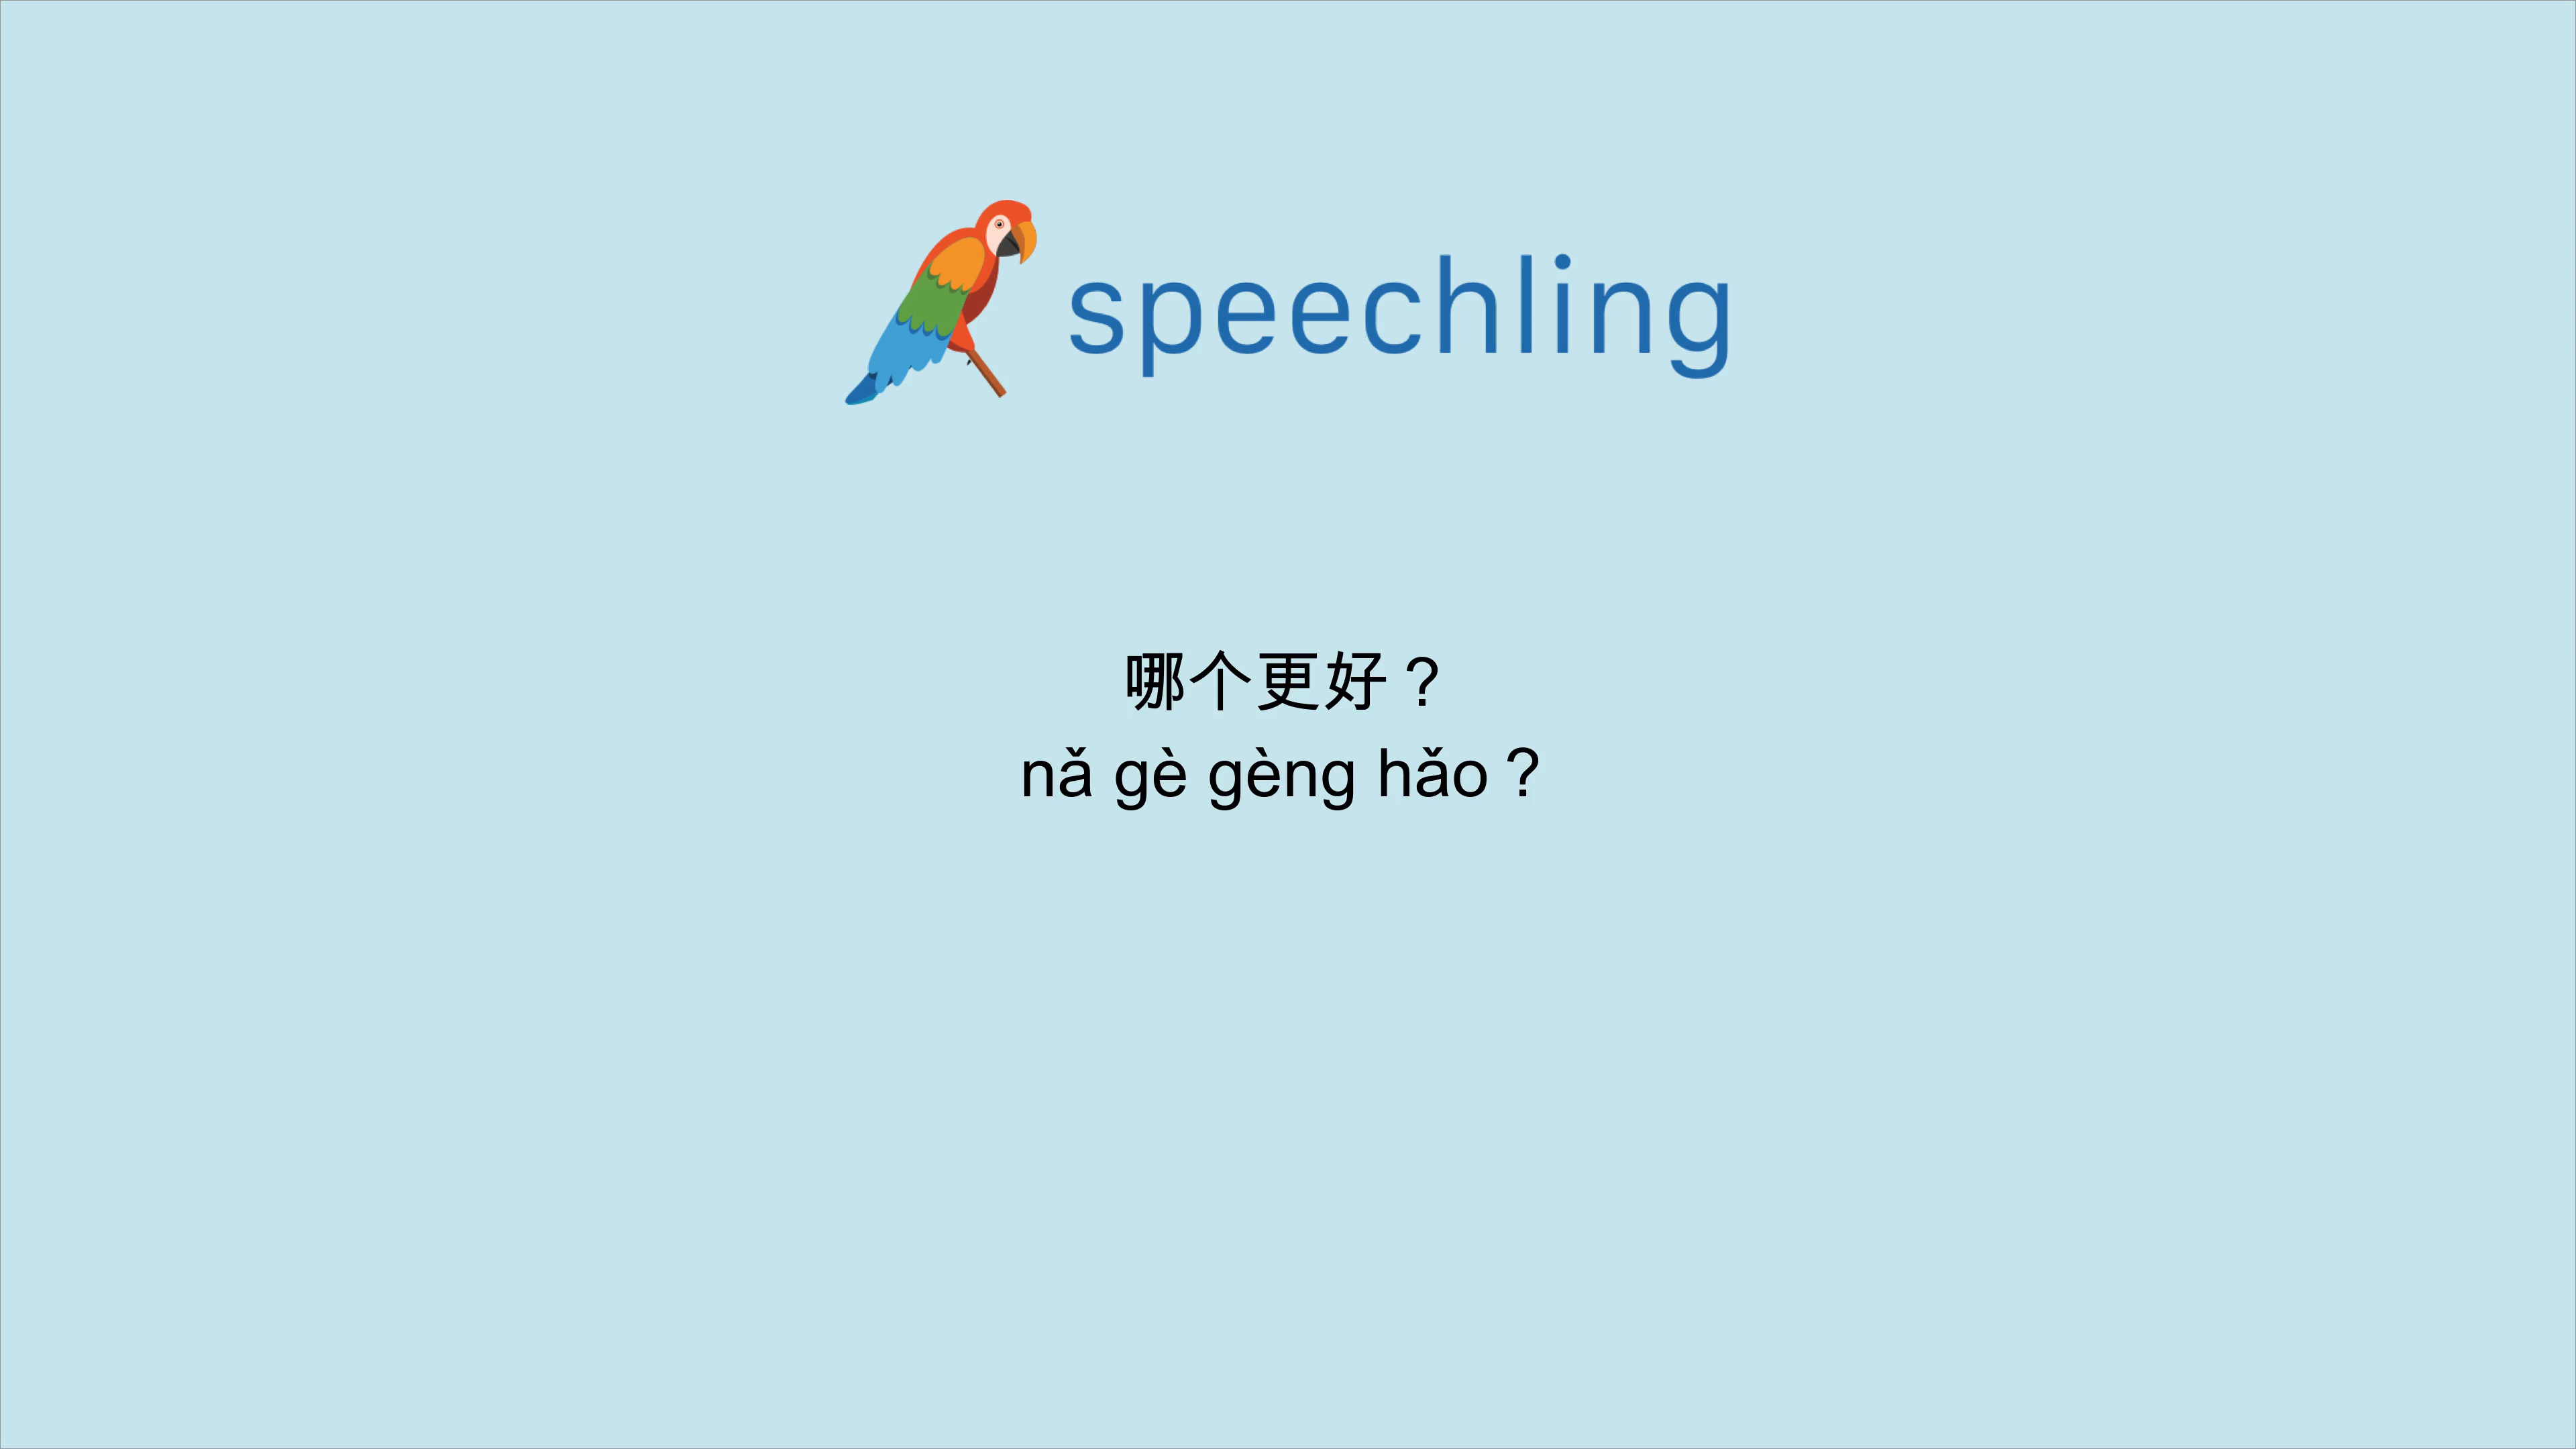 speechling
哪个更好？
nǎ gè gèng hǎo？